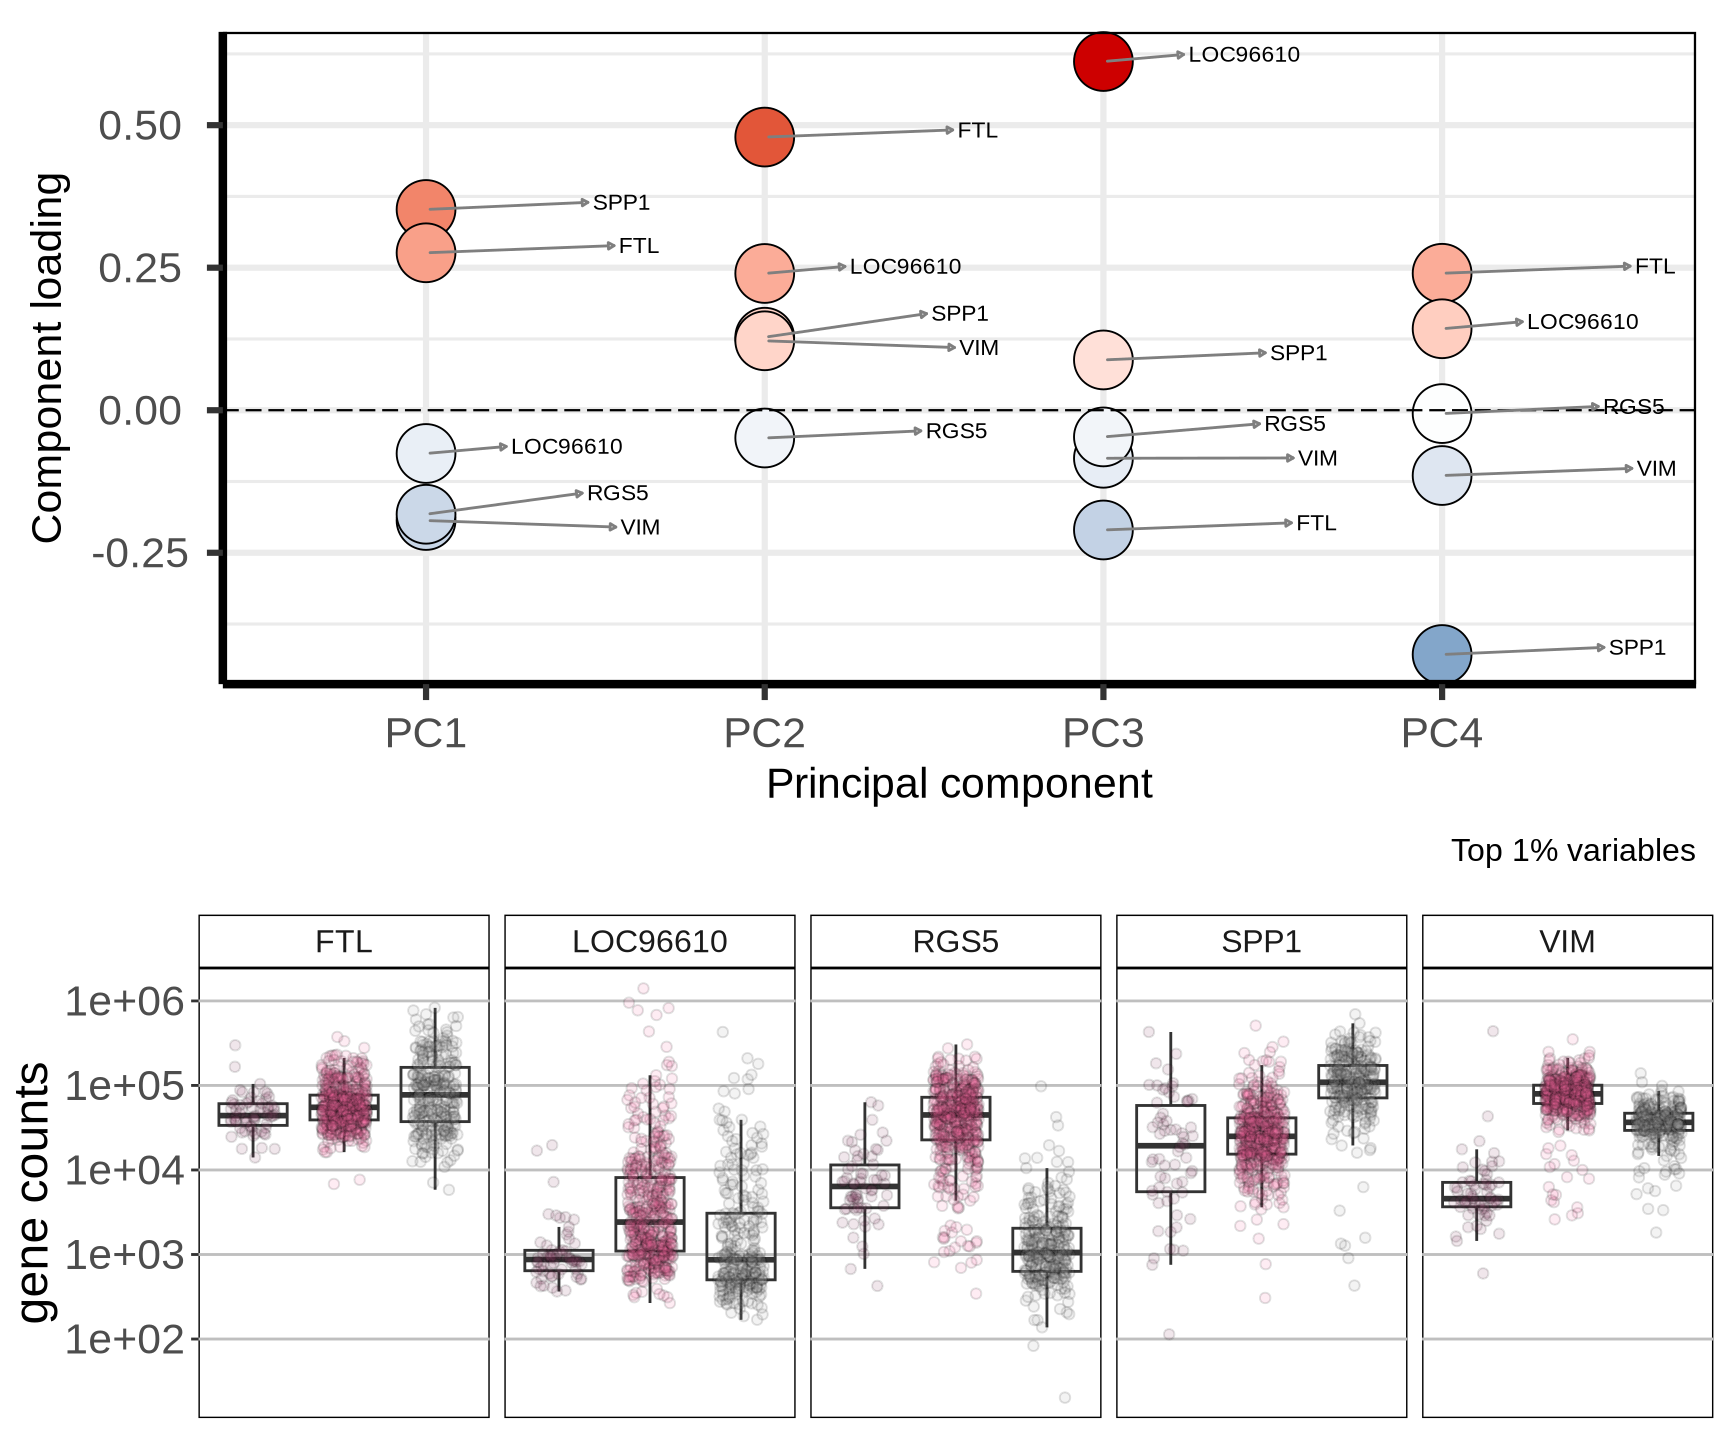 LOC96610
0.50
FTL
SPP1
FTL
0.25
LOC96610
FTL
SPP1
LOC96610
VIM
SPP1
0.00
RGS5
RGS5
RGS5
LOC96610
VIM
VIM
RGS5
VIM
FTL
-0.25
SPP1
Component loading
PC1 PC2 PC3 PC4
Principal component
Top 1% variables
FTL LOC96610 RGS5 SPP1 VIM
1e+06
1e+05
1e+04
1e+03
1e+02
gene counts